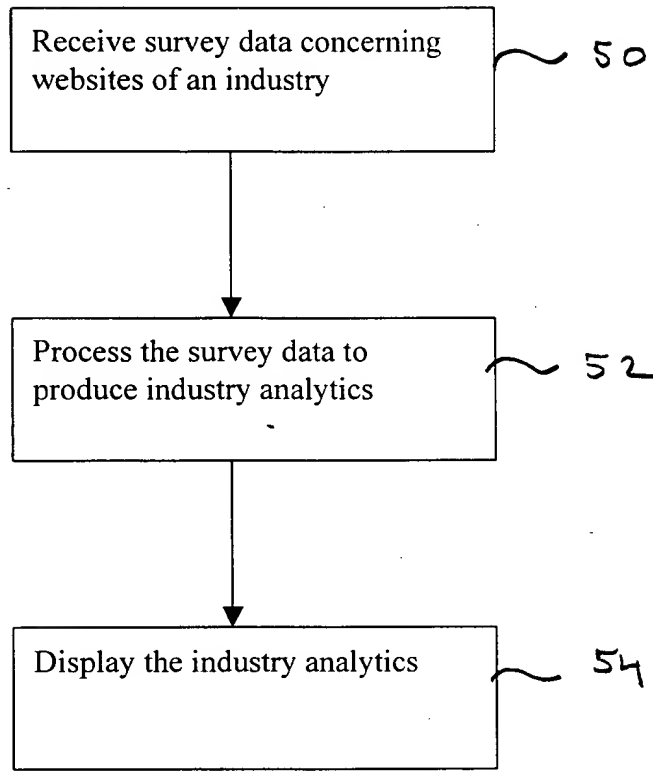 Receive survey data concerning
websites of an industry
50
Process the survey data to
produce industry analytics
52
Display the industry analytics
54